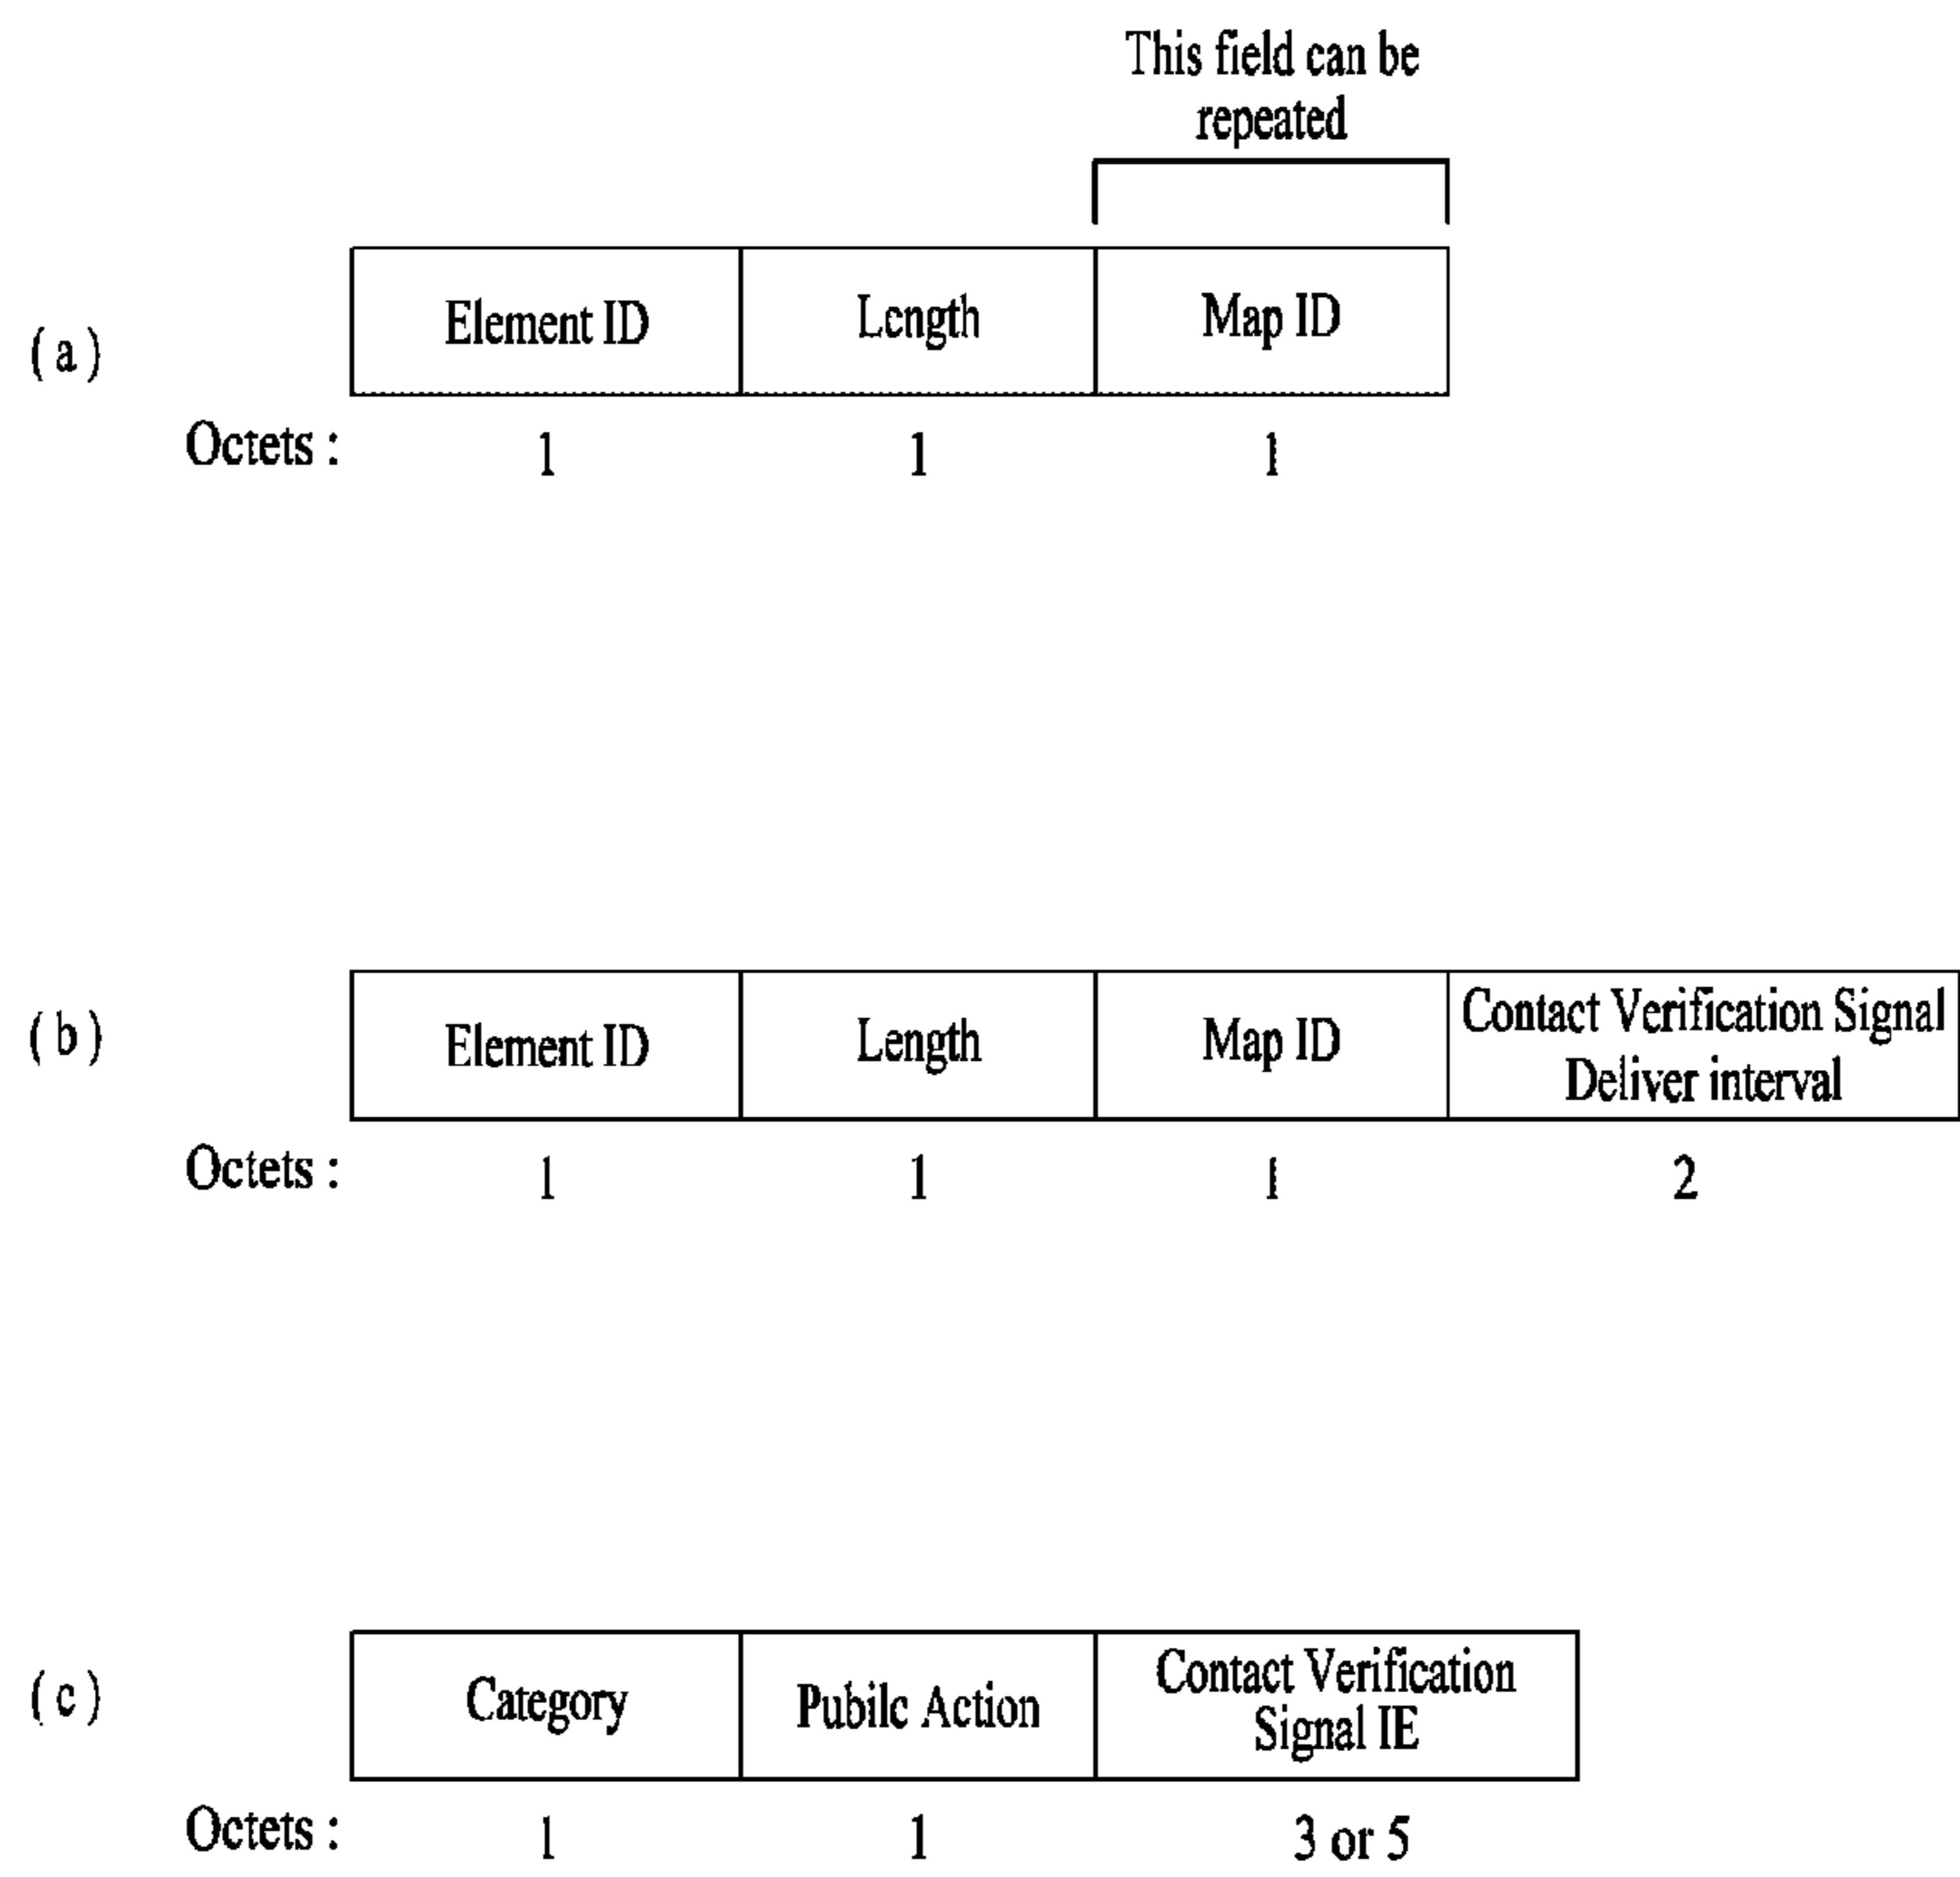 This field can be
repeated
(a)
Element ID
Length
Map ID
Octets :
1
1
1
(b)
Element ID
Length
Map ID
Contact Verification Signal
Deliver interval
Octets :
1
1
1
2
(c)
Category
Pubilc Action
Contact Verification
Signal IE
Octets :
1
1
3 or 5